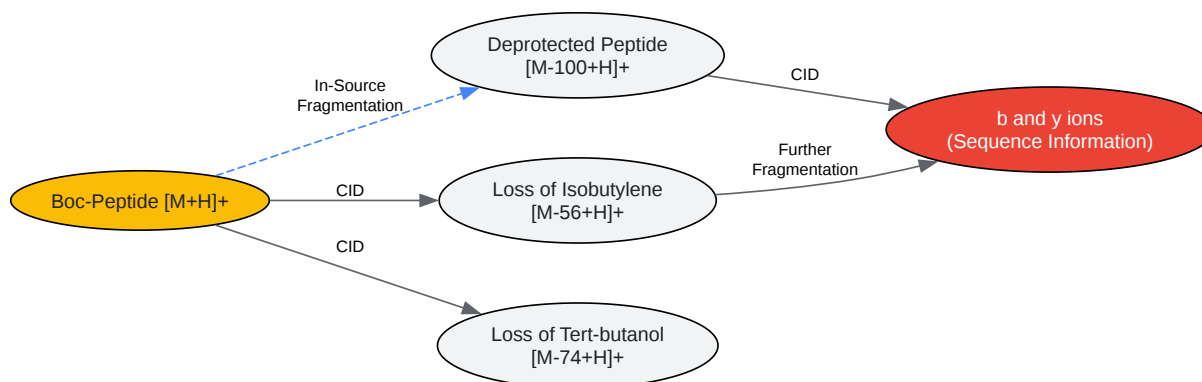 Deprotected Peptide
[M-100+H]+
CID
In-Source
Fragmentation
b and y ions
(Sequence Information)
Further
Fragmentation
Boc-Peptide [M+H]+
CID
Loss of Isobutylene
[M-56+H]+
CID
Loss of Tert-butanol
[M-74+H]+